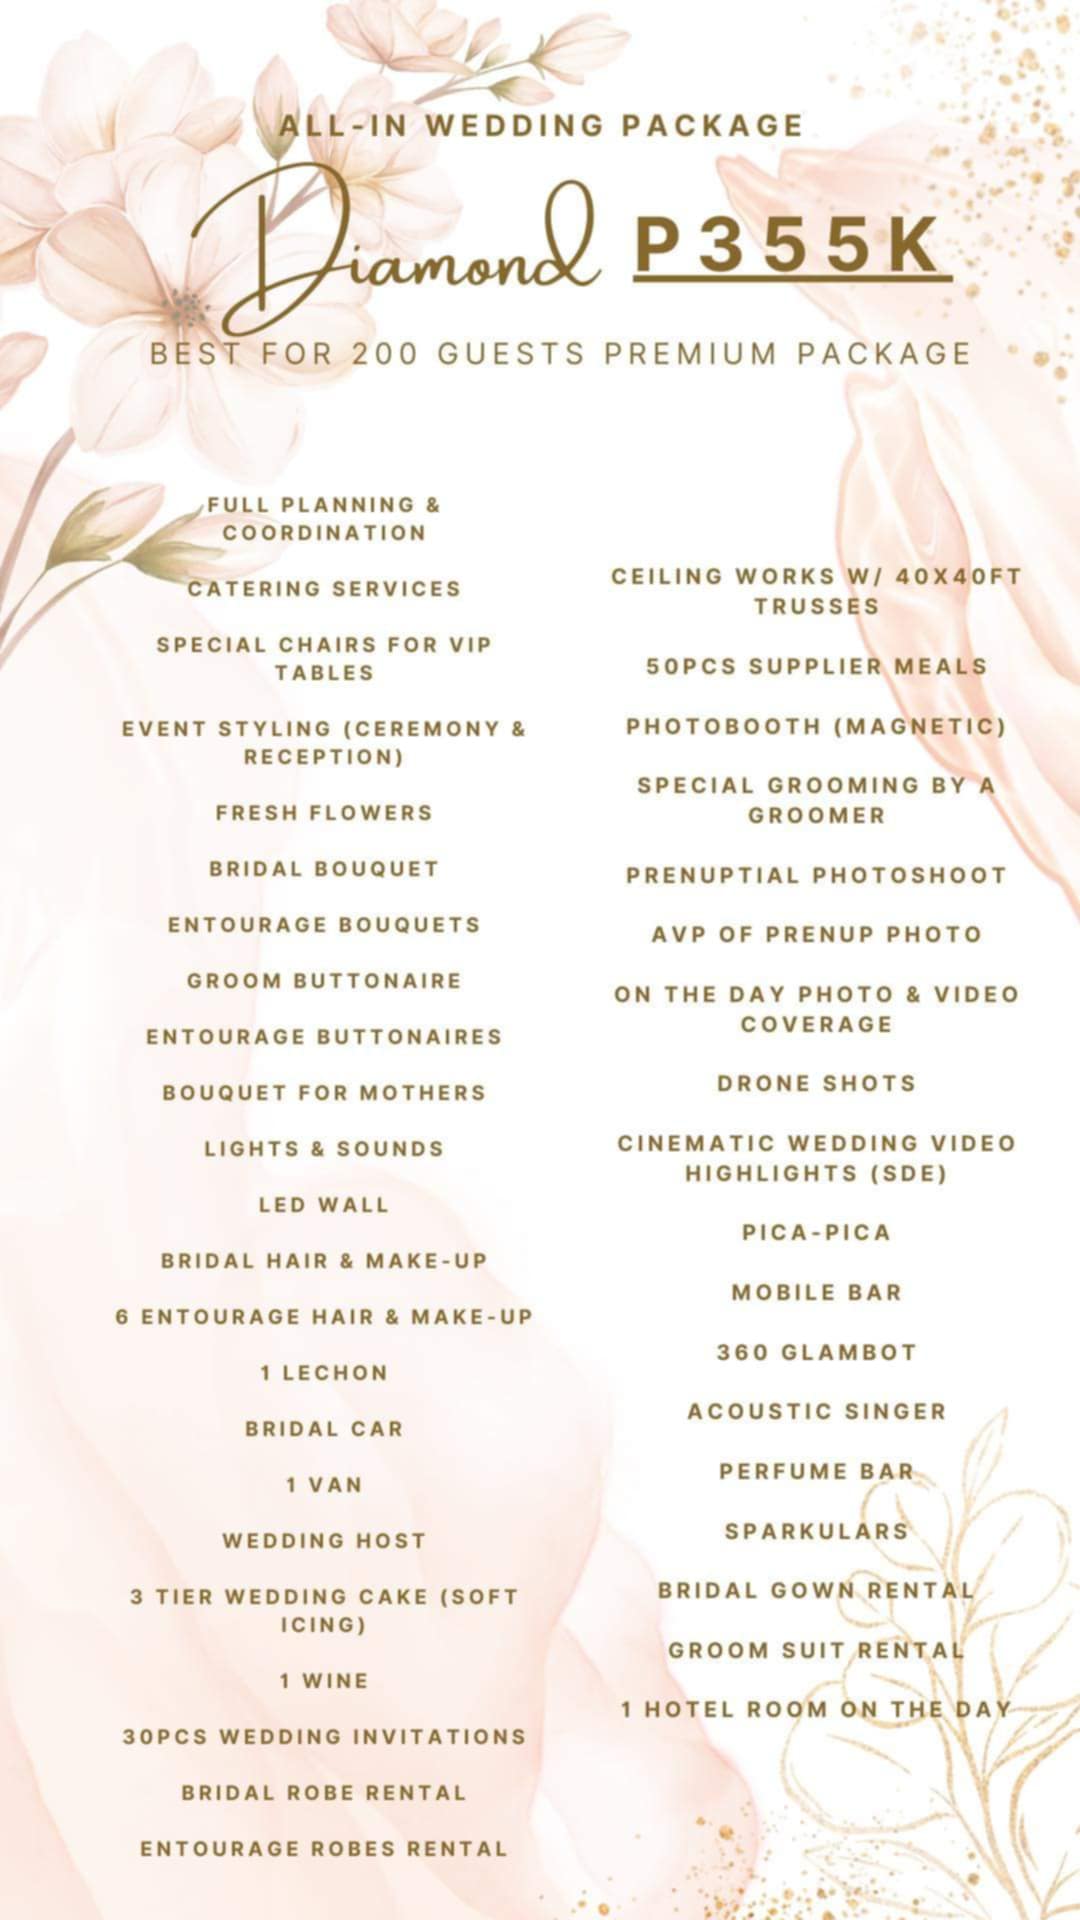 ALL-IN WEDDING PACKAGE
Diamond P355K
BEST FOR 200 GUESTS PREMIUM PACKAGE
FULL PLANNING &
COORDINATION
CATERING SERVICES
SPECIAL CHAIRS FOR VIP
TABLES
EVENT STYLING (CEREMONY &
RECEPTION)
FRESH FLOWERS
BRIDAL BOUQUET
ENTOURAGE BOUQUETS
GROOM BUTTONAIRE
ENTOURAGE BUTTONAIRES
BOUQUET FOR MOTHERS
LIGHTS & SOUNDS
LED WALL
BRIDAL HAIR & MAKE-UP
6 ENTOURAGE HAIR & MAKE-UP
1 LECHON
BRIDAL CAR
1 VAN
WEDDING HOST
3 TIER WEDDING CAKE (SOFT
ICING)
1 WINE
30PCS WEDDING INVITATIONS
BRIDAL ROBE RENTAL
ENTOURAGE ROBES RENTAL
CEILING WORKS W/ 40X40FT
TRUSSES
50PCS SUPPLIER MEALS
PHOTOBOOTH (MAGNETIC)
SPECIAL GROOMING BY A
GROOMER
PRENUPTIAL PHOTOSHOOT
AVP OF PRENUP PHOTO
ON THE DAY PHOTO & VIDEO
COVERAGE
DRONE SHOTS
CINEMATIC WEDDING VIDEO
HIGHLIGHTS (SDE)
PICA-PICA
MOBILE BAR
360 GLAMBOT
ACOUSTIC SINGER
PERFUME BAR
SPARKULARS
BRIDAL GOWN RENTAL
GROOM SUIT RENTAL
1 HOTEL ROOM ON THE DAY